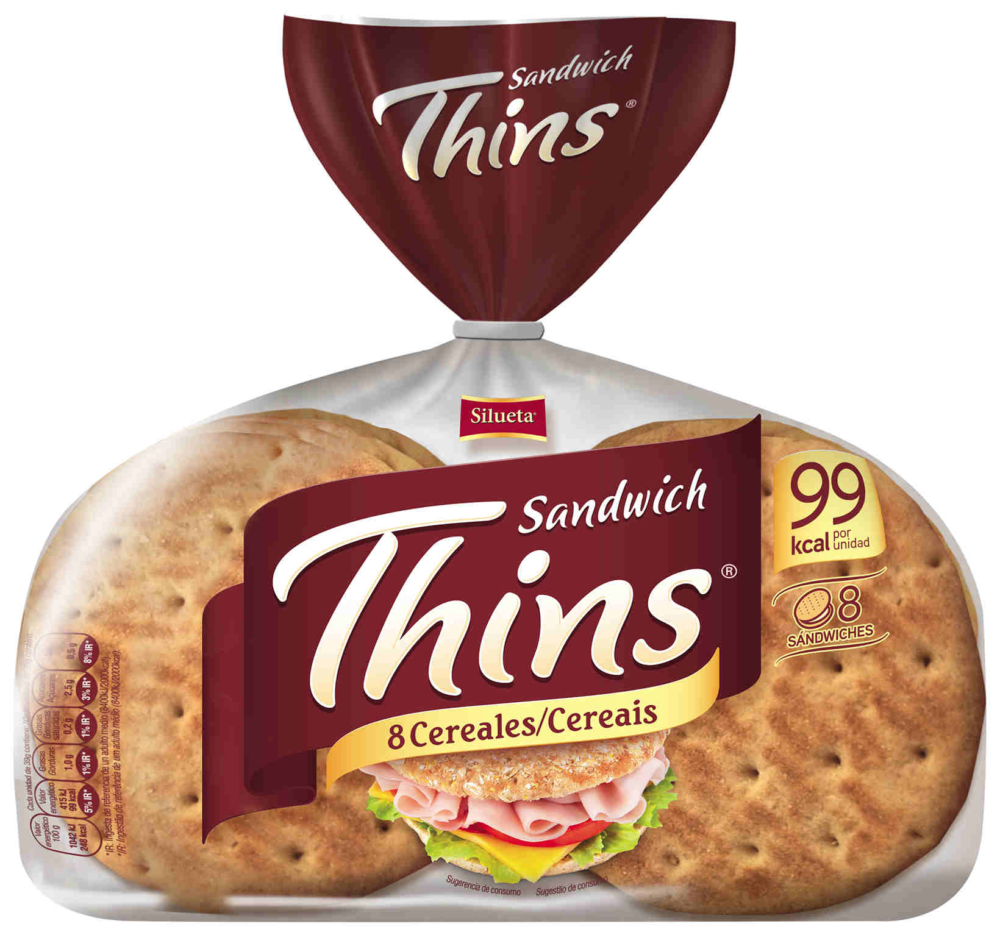 Sandwich
Thins®
Silueta®
Sandwich
Thins®
8 Cereales/Cereais
99
kcal por unidad
8
SÁNDWICHES
Sugerencia de consumo
Sugestão de consumo
Cada unidad de 39g contiene
Valor energético 100 g
1042 kJ
248 kcal
Valor energético
415 kJ
99 kcal
5% IR*
Grasas
Gorduras
1,0 g
1% IR*
Grasas
Gorduras
saturadas
0,2 g
1% IR*
Azúcares
Açúcares
2,5 g
3% IR*
0,5 g
8% IR*
*IR: Ingesta de referencia de un adulto medio (8400kJ/2000kcal).
*IR: Ingestão de referência de um adulto médio (8400kJ/2000kcal).